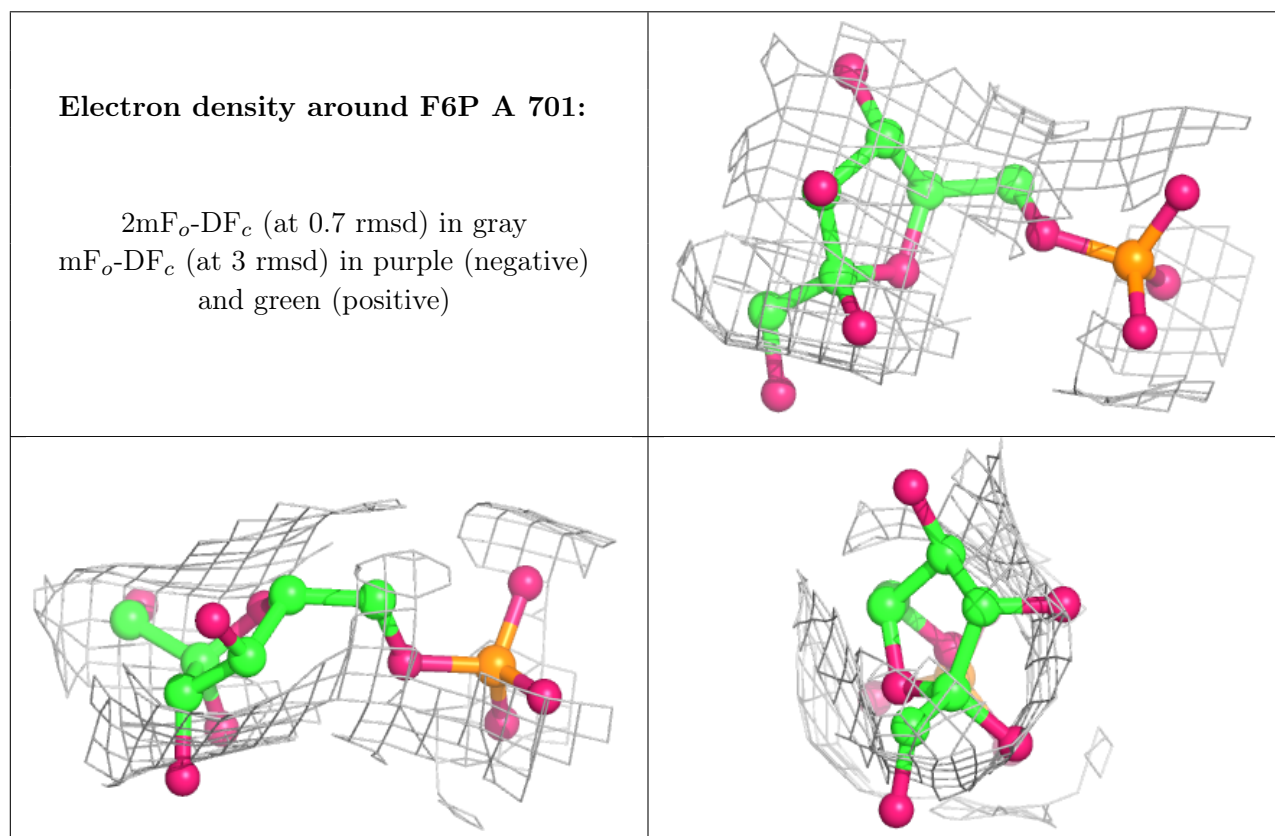 Electron density around F6P A 701:
2mFo-DFc (at 0.7 rmsd) in gray
mFo-DFc (at 3 rmsd) in purple (negative)
and green (positive)